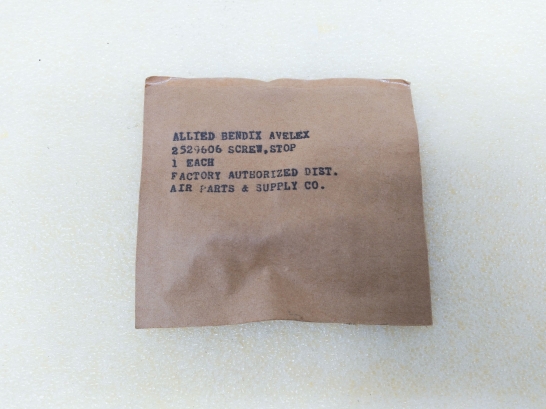 ALLIED BENDIX AVELEX
2529606 SCREW,STOP
1 EACH
FACTORY AUTHORIZED DIST.
AIR PARTS & SUPPLY CO.